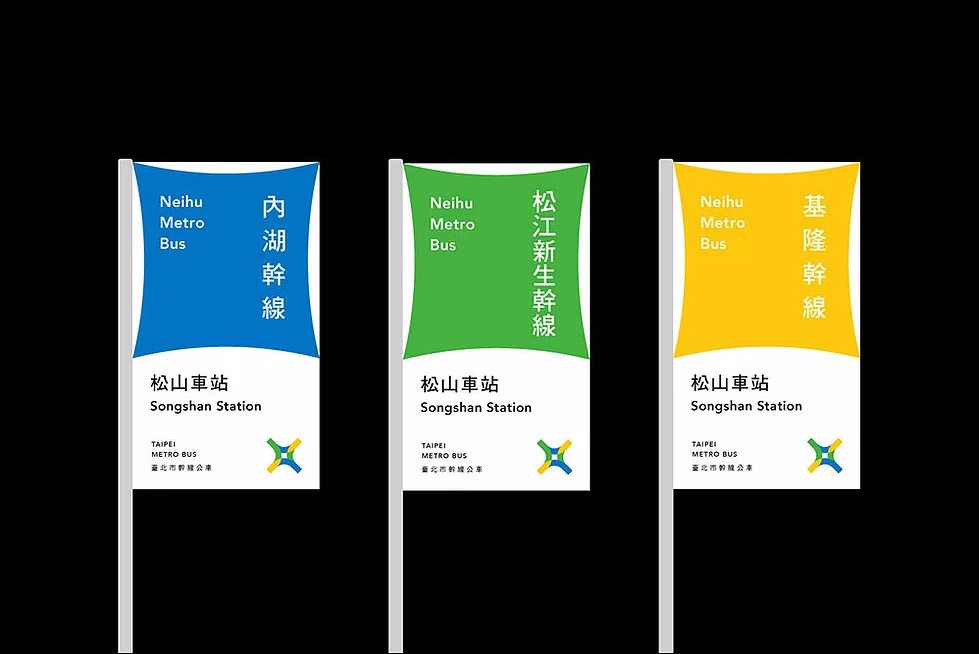 Neihu
Metro
Bus
內湖幹線
松山車站
Songshan Station
TAIPEI
METRO BUS
臺北市幹線公車
Neihu
Metro
Bus
松江新生幹線
松山車站
Songshan Station
TAIPEI
METRO BUS
臺北市幹線公車
Neihu
Metro
Bus
基隆幹線
松山車站
Songshan Station
TAIPEI
METRO BUS
臺北市幹線公車